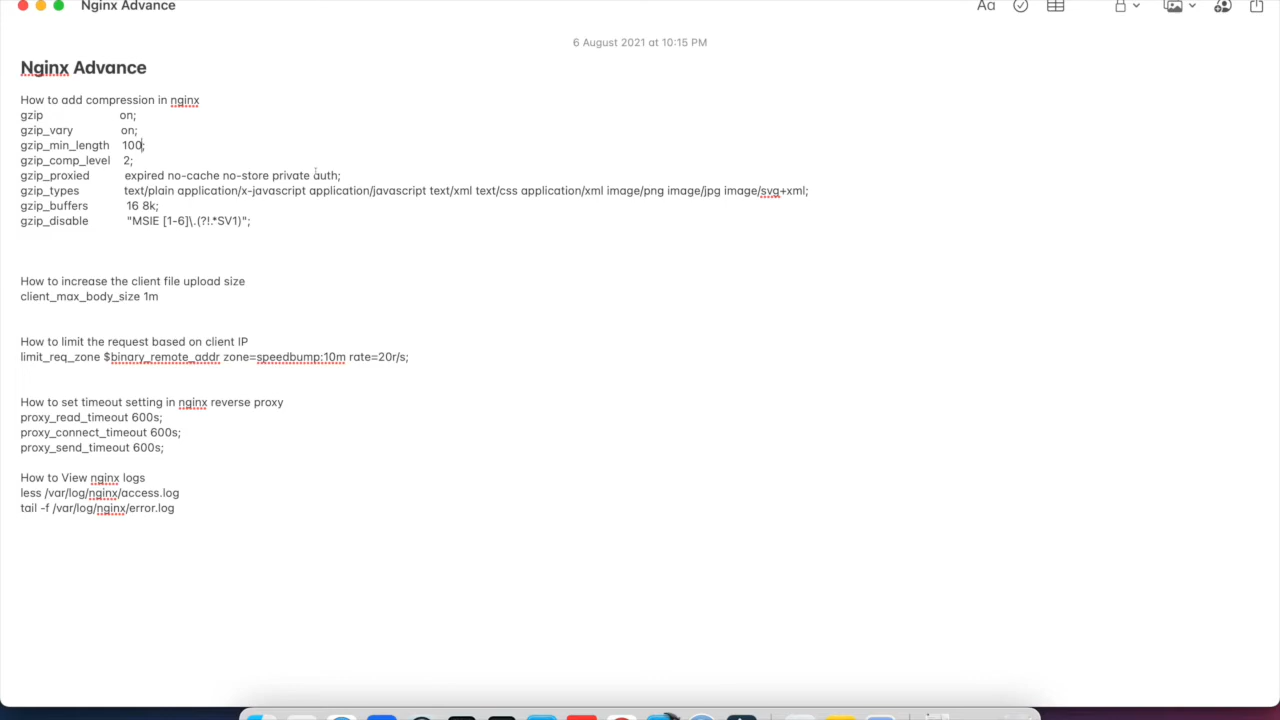 Nginx Advance
Aa
6 August 2021 at 10:15 PM
Nginx Advance
How to add compression in nginx
gzip on;
gzip_vary on;
gzip_min_length 100;
gzip_comp_level 2;
gzip_proxied expired no-cache no-store private auth;
gzip_types text/plain application/x-javascript application/javascript text/xml text/css application/xml image/png image/jpg image/svg+xml;
gzip_buffers 16 8k;
gzip_disable "MSIE [1-6]\.(?!.*SV1)";
How to increase the client file upload size
client_max_body_size 1m
How to limit the request based on client IP
limit_req_zone $binary_remote_addr zone=speedbump:10m rate=20r/s;
How to set timeout setting in nginx reverse proxy
proxy_read_timeout 600s;
proxy_connect_timeout 600s;
proxy_send_timeout 600s;
How to View nginx logs
less /var/log/nginx/access.log
tail -f /var/log/nginx/error.log